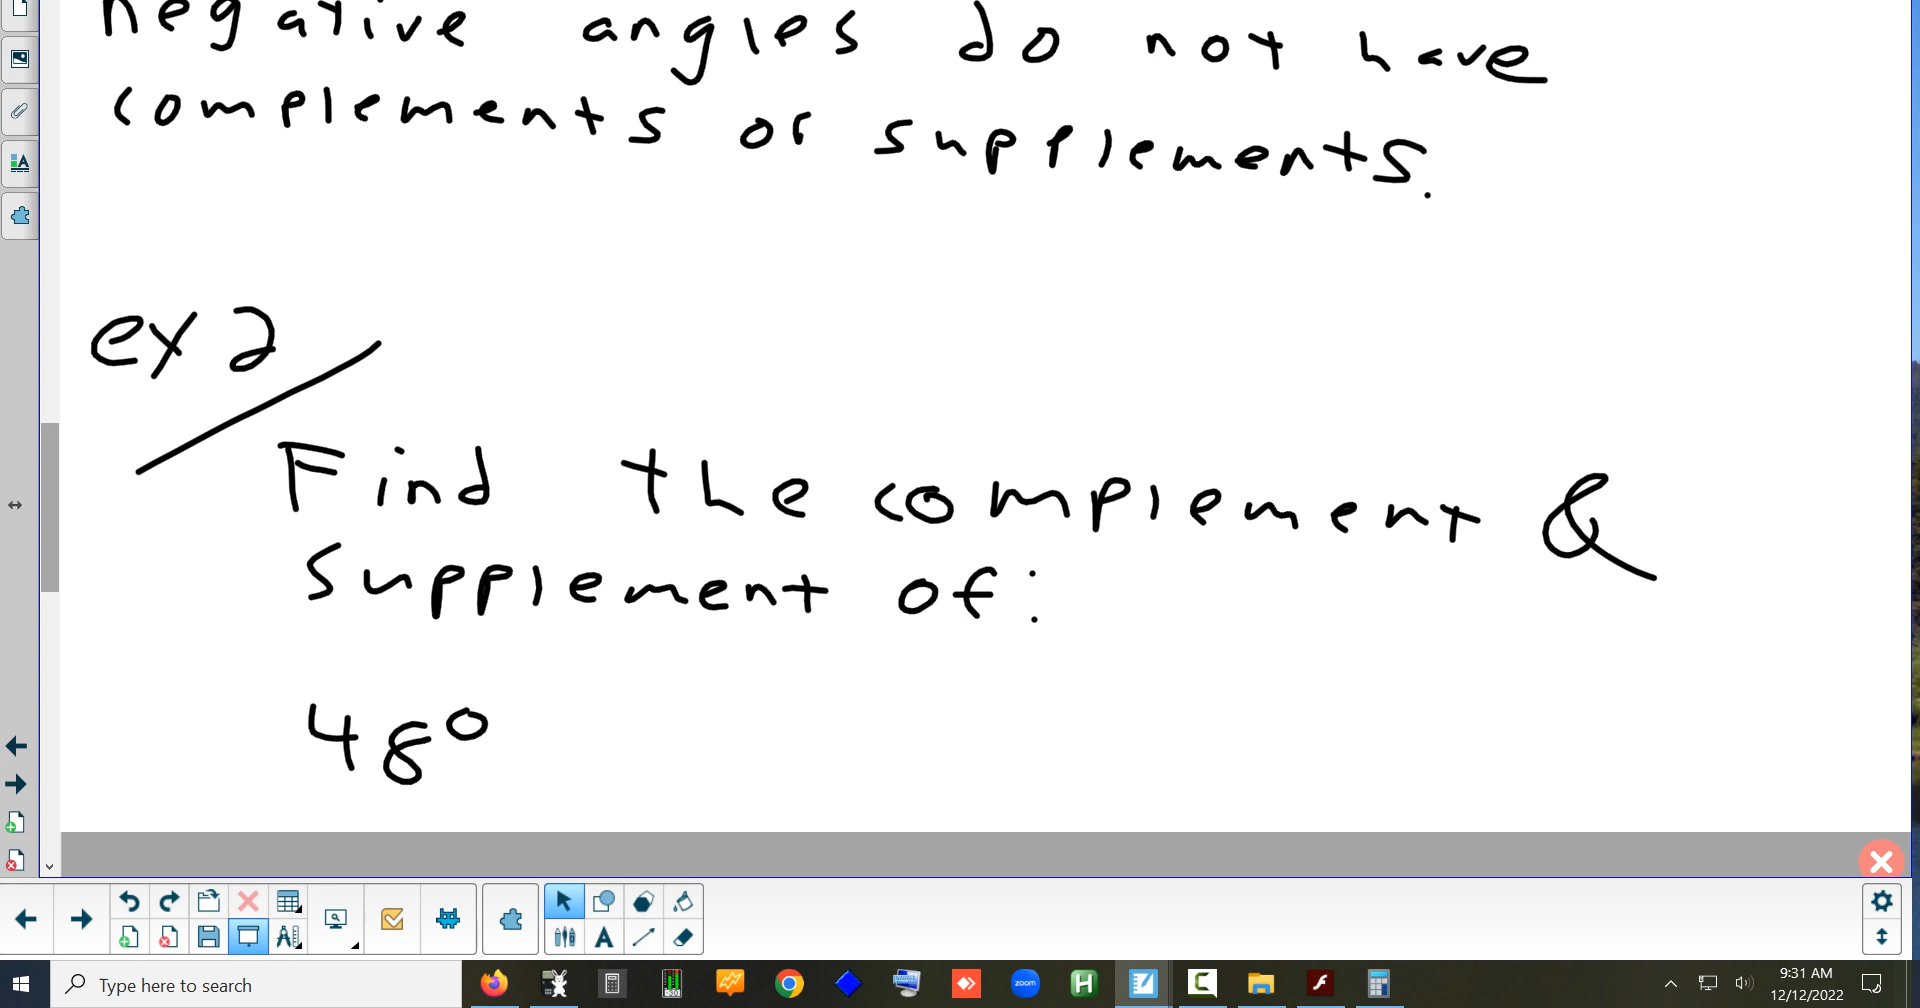 negative angles do not have
complements or supplements.
ex 2
Find the complement &
supplement of:
48°
Type here to search
zoom
9:31 AM
12/12/2022